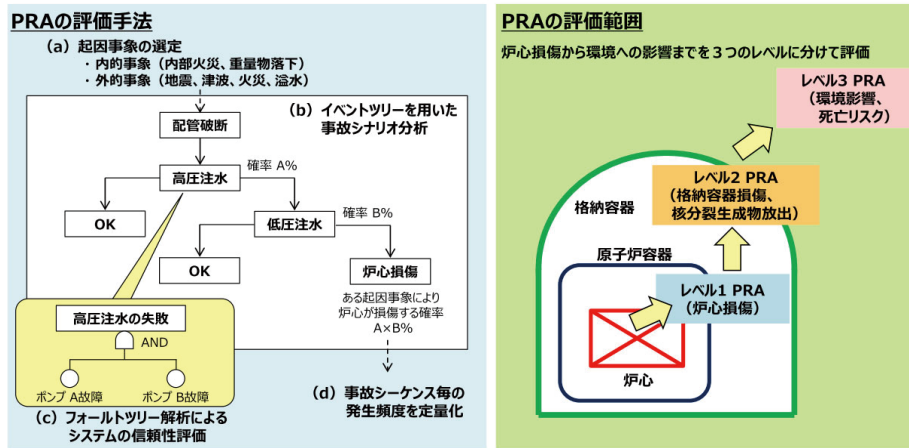 PRAの評価手法
(a) 起因事象の選定
・内的事象（内部火災、重量物落下）
・外的事象（地震、津波、火災、溢水）
(b) イベントツリーを用いた
事故シナリオ分析
配管破断
高圧注水
確率 A%
OK
低圧注水
確率 B%
OK
炉心損傷
ある起因事象により
炉心が損傷する確率
A×B%
高圧注水の失敗
AND
ポンプ A故障
ポンプ B故障
(c) フォールトツリー解析による
システムの信頼性評価
(d) 事故シーケンス毎の
発生頻度を定量化
PRAの評価範囲
炉心損傷から環境への影響までを３つのレベルに分けて評価
レベル3 PRA
（環境影響、
死亡リスク）
レベル2 PRA
（格納容器損傷、
核分裂生成物放出）
格納容器
原子炉容器
レベル1 PRA
（炉心損傷）
炉心